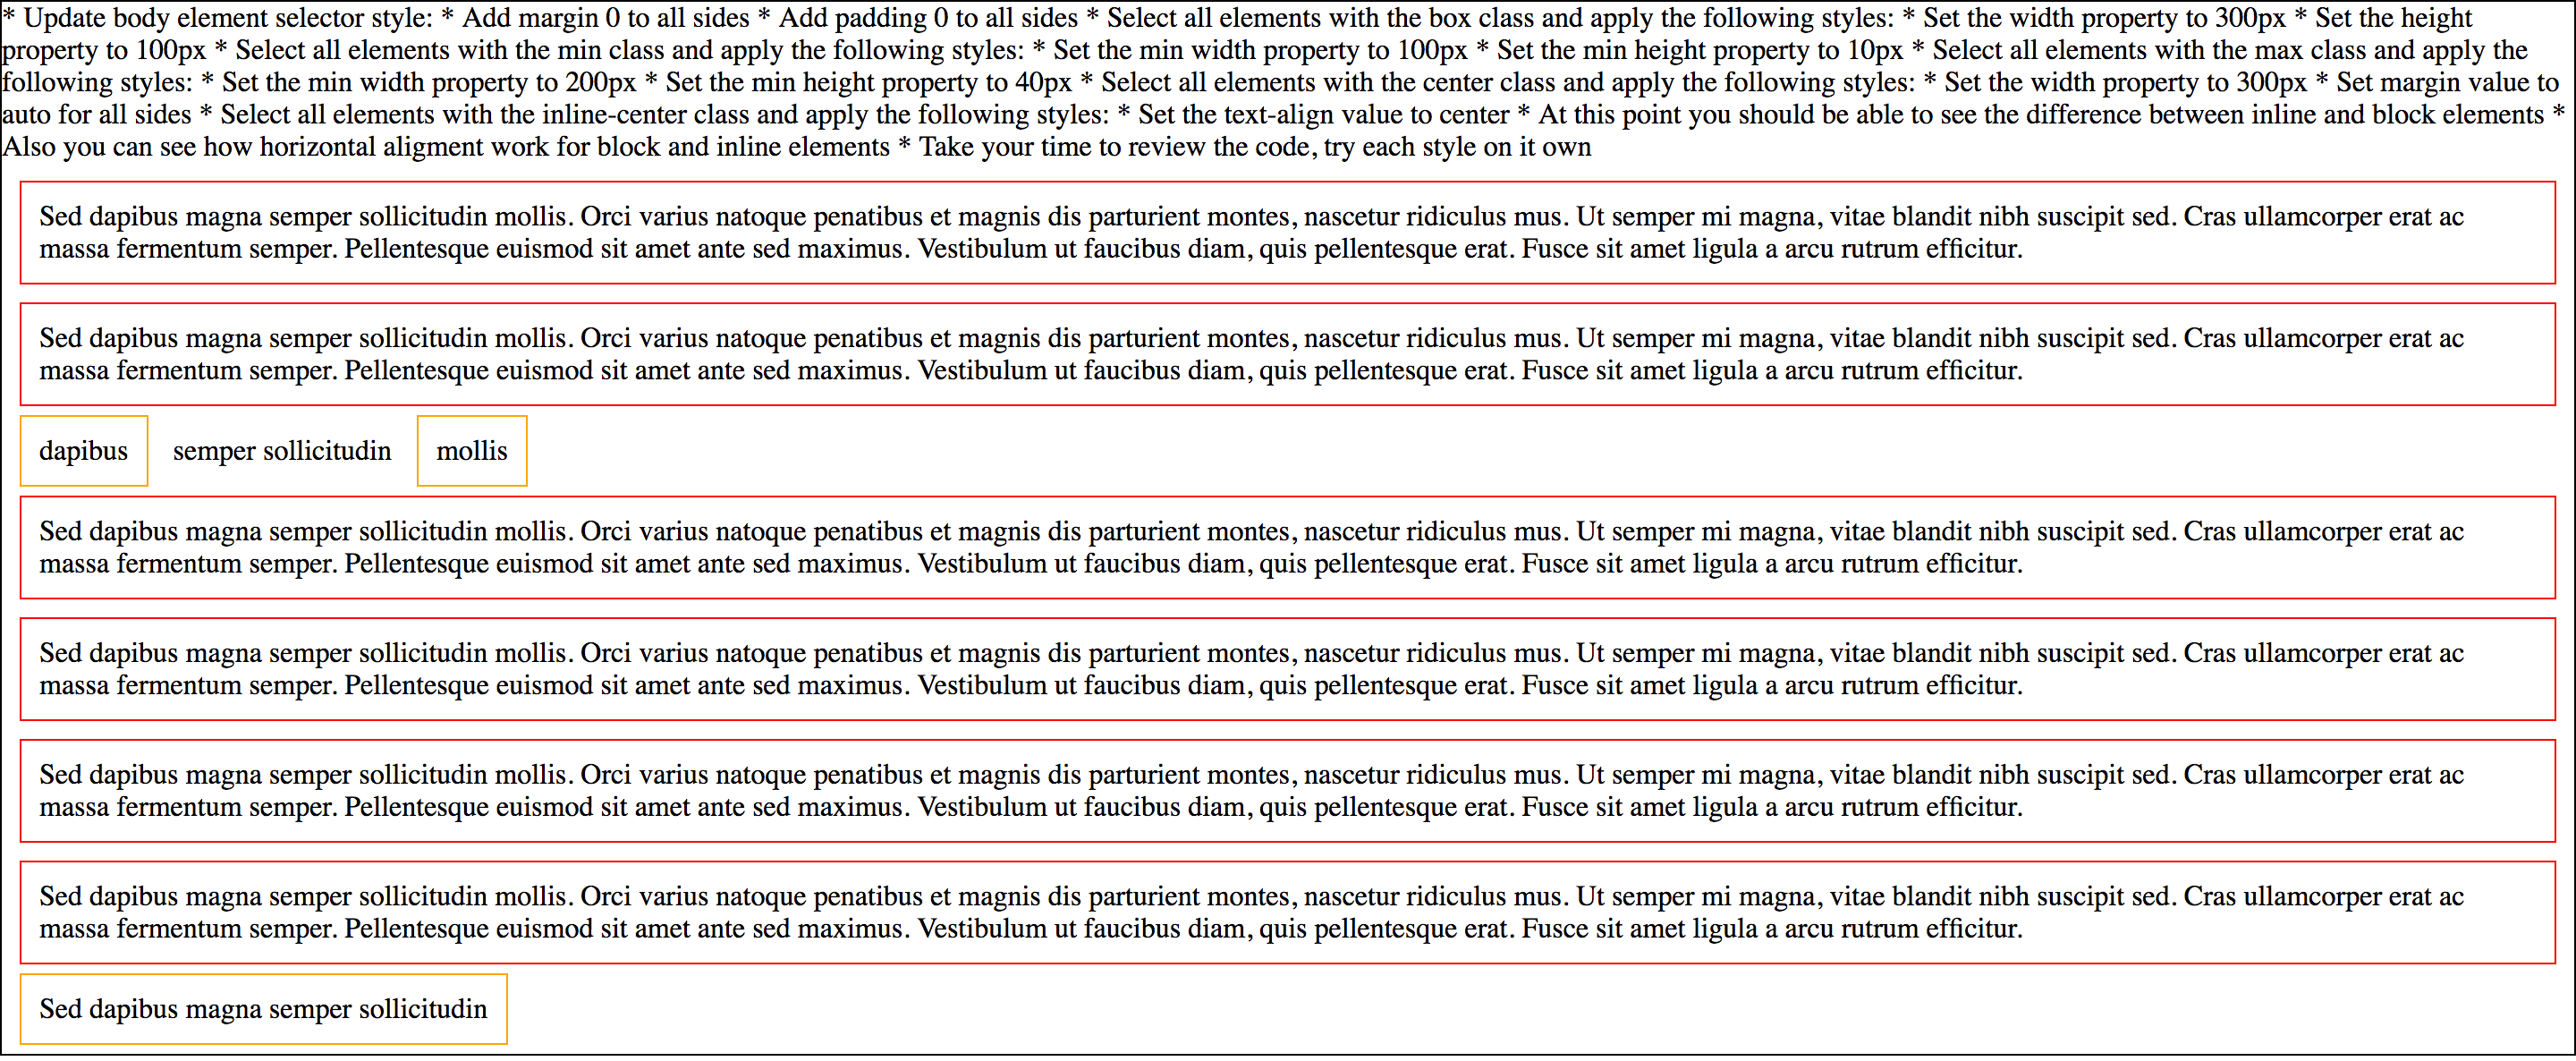 * Update body element selector style: * Add margin 0 to all sides * Add padding 0 to all sides * Select all elements with the box class and apply the following styles: * Set the width property to 300px * Set the height
property to 100px * Select all elements with the min class and apply the following styles: * Set the min width property to 100px * Set the min height property to 10px * Select all elements with the max class and apply the
following styles: * Set the min width property to 200px * Set the min height property to 40px * Select all elements with the center class and apply the following styles: * Set the width property to 300px * Set margin value to
auto for all sides * Select all elements with the inline-center class and apply the following styles: * Set the text-align value to center * At this point you should be able to see the difference between inline and block elements *
Also you can see how horizontal aligment work for block and inline elements * Take your time to review the code, try each style on it own
Sed dapibus magna semper sollicitudin mollis. Orci varius natoque penatibus et magnis dis parturient montes, nascetur ridiculus mus. Ut semper mi magna, vitae blandit nibh suscipit sed. Cras ullamcorper erat ac
massa fermentum semper. Pellentesque euismod sit amet ante sed maximus. Vestibulum ut faucibus diam, quis pellentesque erat. Fusce sit amet ligula a arcu rutrum efficitur.
Sed dapibus magna semper sollicitudin mollis. Orci varius natoque penatibus et magnis dis parturient montes, nascetur ridiculus mus. Ut semper mi magna, vitae blandit nibh suscipit sed. Cras ullamcorper erat ac
massa fermentum semper. Pellentesque euismod sit amet ante sed maximus. Vestibulum ut faucibus diam, quis pellentesque erat. Fusce sit amet ligula a arcu rutrum efficitur.
dapibus semper sollicitudin mollis
Sed dapibus magna semper sollicitudin mollis. Orci varius natoque penatibus et magnis dis parturient montes, nascetur ridiculus mus. Ut semper mi magna, vitae blandit nibh suscipit sed. Cras ullamcorper erat ac
massa fermentum semper. Pellentesque euismod sit amet ante sed maximus. Vestibulum ut faucibus diam, quis pellentesque erat. Fusce sit amet ligula a arcu rutrum efficitur.
Sed dapibus magna semper sollicitudin mollis. Orci varius natoque penatibus et magnis dis parturient montes, nascetur ridiculus mus. Ut semper mi magna, vitae blandit nibh suscipit sed. Cras ullamcorper erat ac
massa fermentum semper. Pellentesque euismod sit amet ante sed maximus. Vestibulum ut faucibus diam, quis pellentesque erat. Fusce sit amet ligula a arcu rutrum efficitur.
Sed dapibus magna semper sollicitudin mollis. Orci varius natoque penatibus et magnis dis parturient montes, nascetur ridiculus mus. Ut semper mi magna, vitae blandit nibh suscipit sed. Cras ullamcorper erat ac
massa fermentum semper. Pellentesque euismod sit amet ante sed maximus. Vestibulum ut faucibus diam, quis pellentesque erat. Fusce sit amet ligula a arcu rutrum efficitur.
Sed dapibus magna semper sollicitudin mollis. Orci varius natoque penatibus et magnis dis parturient montes, nascetur ridiculus mus. Ut semper mi magna, vitae blandit nibh suscipit sed. Cras ullamcorper erat ac
massa fermentum semper. Pellentesque euismod sit amet ante sed maximus. Vestibulum ut faucibus diam, quis pellentesque erat. Fusce sit amet ligula a arcu rutrum efficitur.
Sed dapibus magna semper sollicitudin